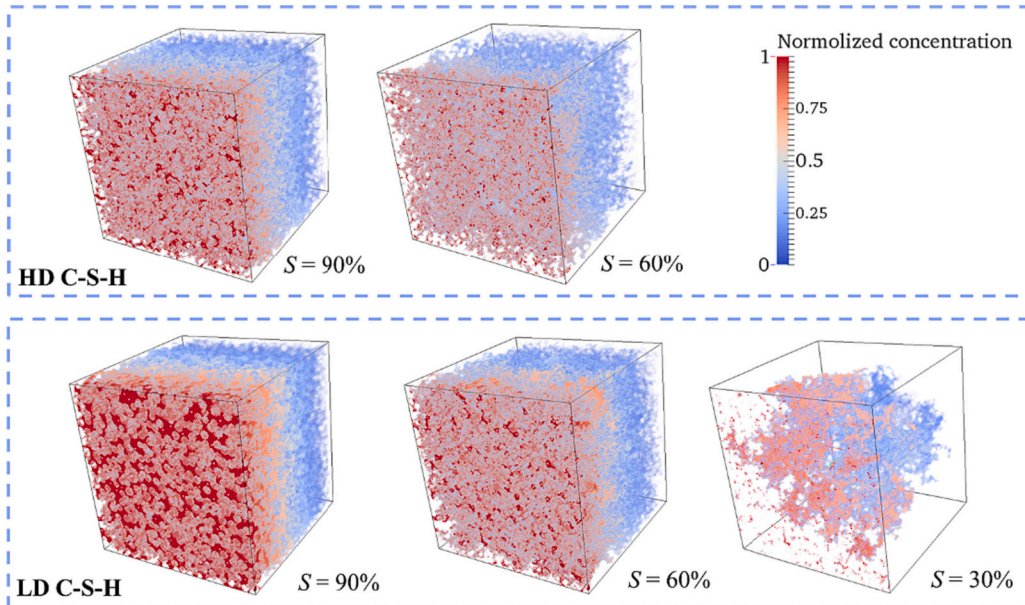 Normolized concentration
1
0.75
0.5
0.25
0
S = 90%
S = 60%
HD C-S-H
S = 90%
S = 60%
S = 30%
LD C-S-H